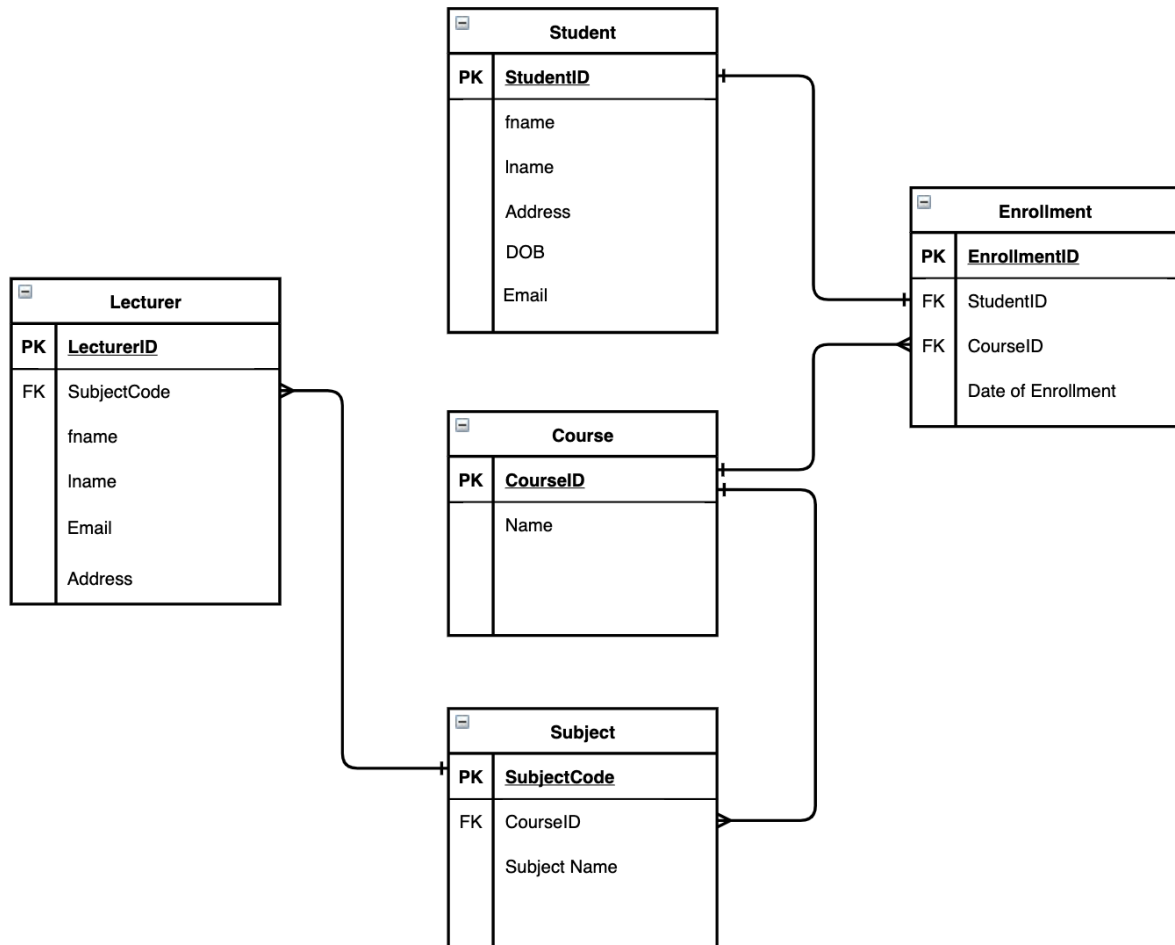 Student
PK StudentID
fname
lname
Address
DOB
Email
Enrollment
PK EnrollmentID
FK StudentID
FK CourseID
Date of Enrollment
Lecturer
PK LecturerID
FK SubjectCode
fname
lname
Email
Address
Course
PK CourseID
Name
Subject
PK SubjectCode
FK CourseID
Subject Name